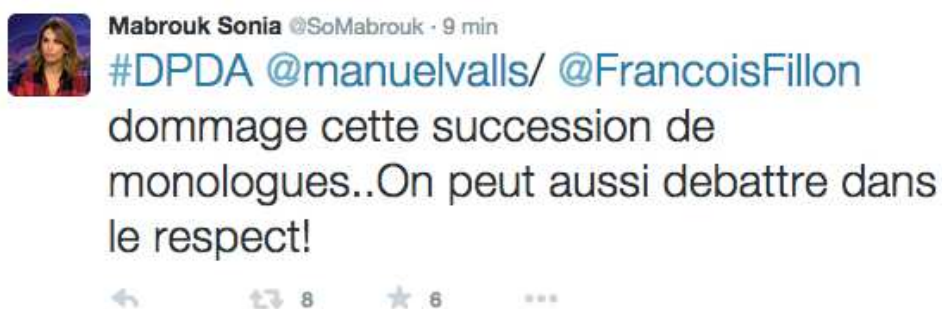 Mabrouk Sonia @SoMabrouk · 9 min
#DPDA @manuelvalls/ @FrancoisFillon
dommage cette succession de
monologues..On peut aussi debattre dans
le respect!
8 6